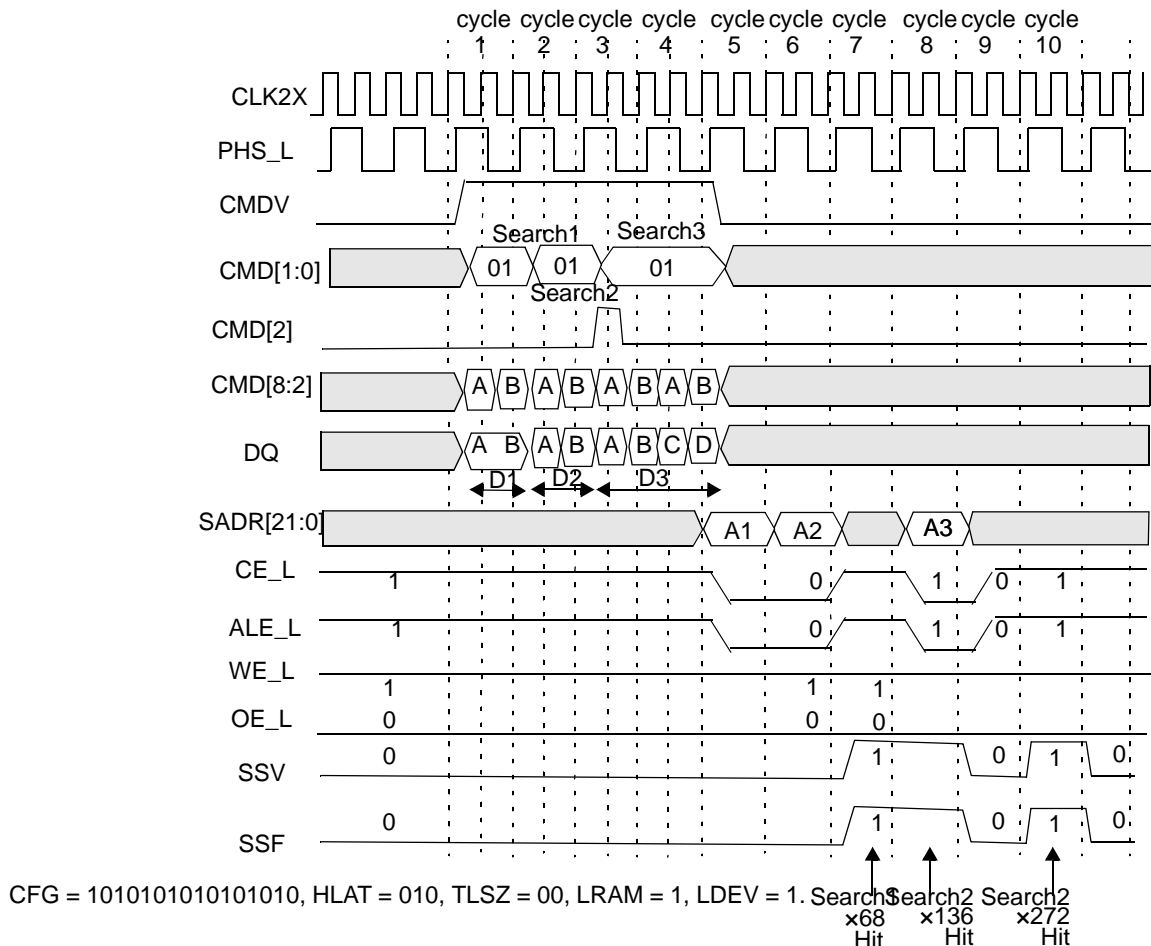 cycle cycle cycle cycle cycle cycle cycle cycle cycle cycle
1 2 3 4 5 6 7 8 9 10
CLK2X
PHS_L
CMDV
Search1 Search3
CMD[1:0] 01 01 01
Search2
CMD[2]
CMD[8:2] A B A B A B A B
DQ A B A B A B C D
D1 D2 D3
SADR[21:0] A1 A2 A3
CE_L 1 0 1 0 1
ALE_L 1 0 1 0 1
WE_L
1 1 1
OE_L 0 0 0
SSV 0 1 0 1 0
SSF 0 1 0 1 0
CFG = 1010101010101010, HLAT = 010, TLSZ = 00, LRAM = 1, LDEV = 1.
Search2 Search2
×68 ×136 ×272
Hit Hit Hit